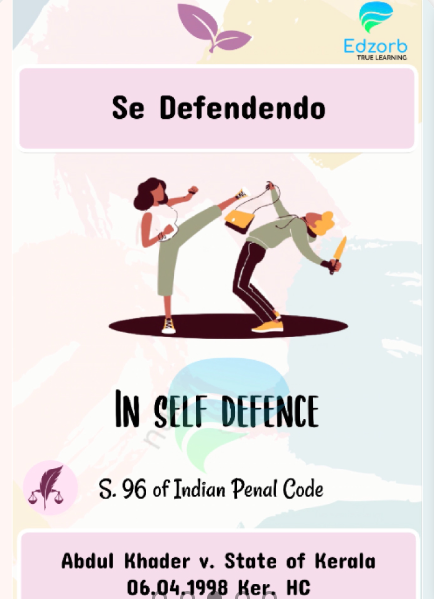 Edzorb
TRUE LEARNING
Se Defendendo
IN SELF DEFENCE
S. 96 of Indian Penal Code
Abdul Khader v. State of Kerala
06.04.1998 Ker. HC